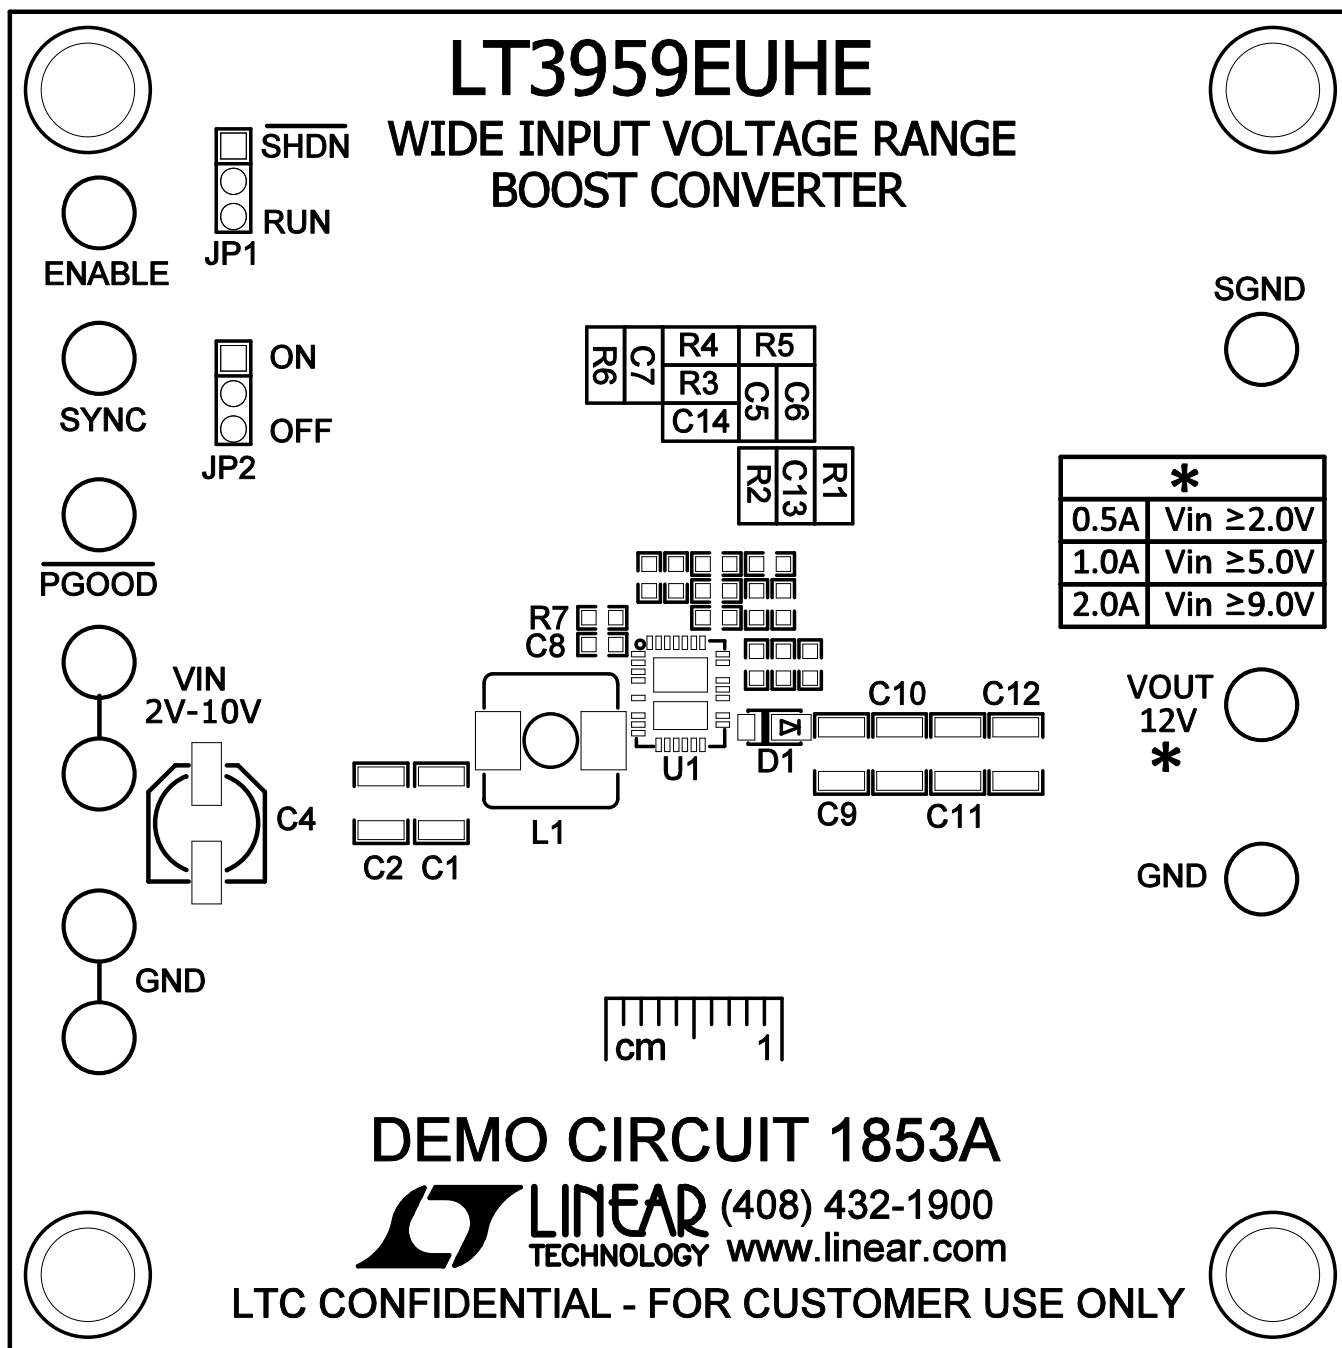 LT3959EUHE
WIDE INPUT VOLTAGE RANGE
BOOST CONVERTER
SHDN
RUN
JP1
ENABLE
SGND
ON
OFF
JP2
SYNC
R6
C7
R4
R5
R3
C14
C5
C6
R2
C13
R1
*
0.5A Vin ≥2.0V
1.0A Vin ≥5.0V
2.0A Vin ≥9.0V
PGOOD
R7
C8
VIN
2V-10V
C4
C2
C1
L1
U1
D1
C10
C12
C9
C11
VOUT
12V
*
GND
GND
cm 1
DEMO CIRCUIT 1853A
LINEAR
TECHNOLOGY
(408) 432-1900
www.linear.com
LTC CONFIDENTIAL - FOR CUSTOMER USE ONLY